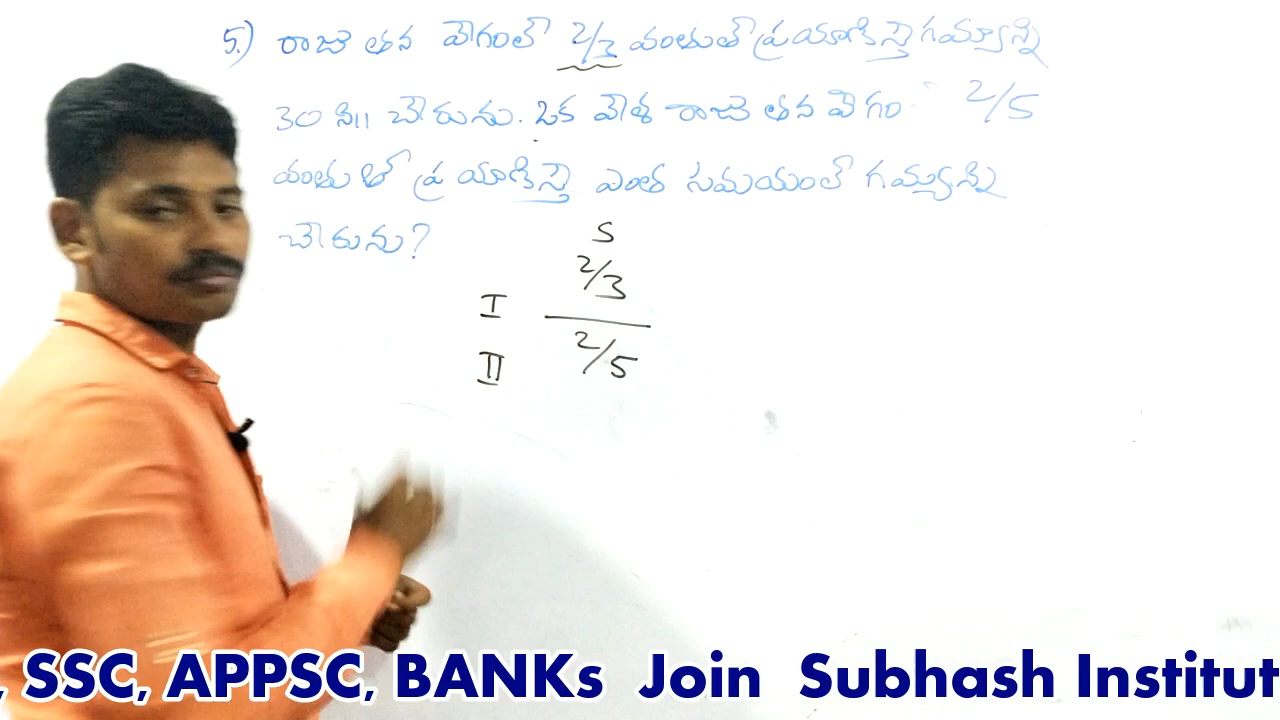 5.) రాజు తన వేగంలో 2/3 వంతుతో ప్రయాణిస్తే గమ్యాన్ని
30 ని॥ చేరును. ఒక వేళ రాజు తన వేగం 2/5
వంతుతో ప్రయాణిస్తే ఎంత సమయంలో గమ్యాన్ని
చేరును?
S
I 2/3
II 2/5
, SSC, APPSC, BANKs Join Subhash Institut